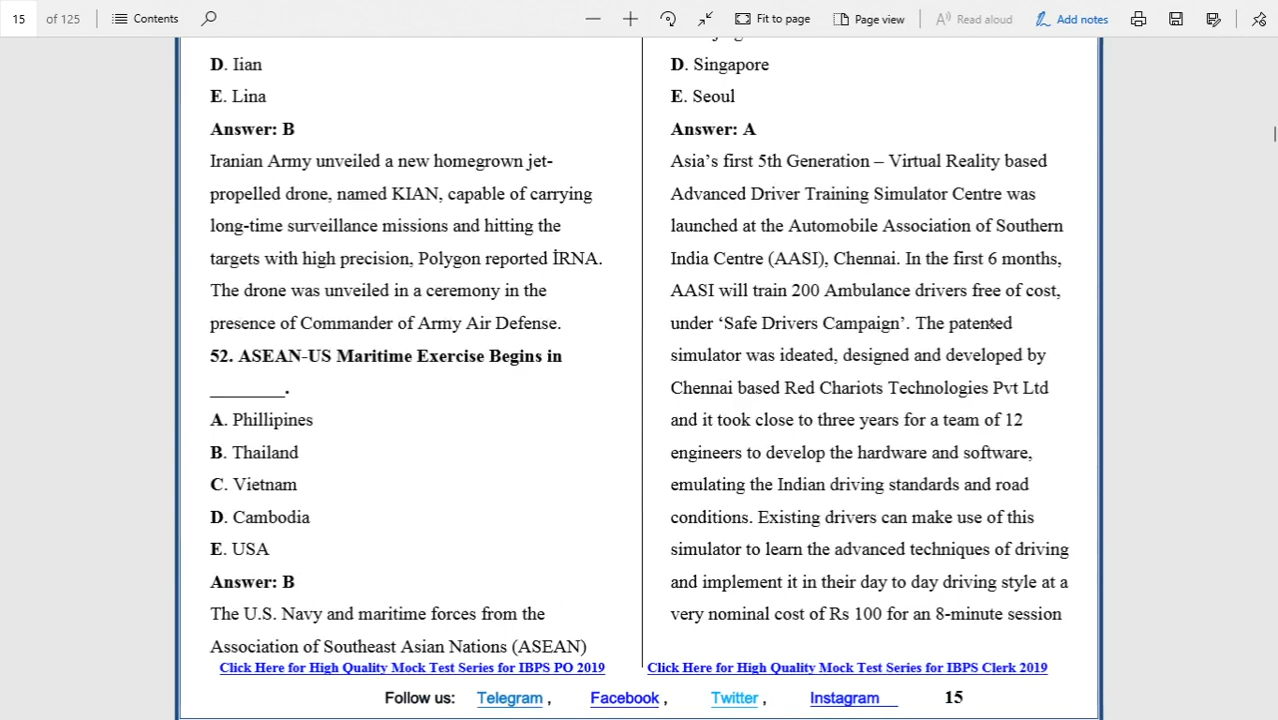 15 of 125 Contents Fit to page Page view Read aloud Add notes
D. Iian
E. Lina
Answer: B
Iranian Army unveiled a new homegrown jet-
propelled drone, named KIAN, capable of carrying
long-time surveillance missions and hitting the
targets with high precision, Polygon reported İRNA.
The drone was unveiled in a ceremony in the
presence of Commander of Army Air Defense.
52. ASEAN-US Maritime Exercise Begins in
________.
A. Phillipines
B. Thailand
C. Vietnam
D. Cambodia
E. USA
Answer: B
The U.S. Navy and maritime forces from the
Association of Southeast Asian Nations (ASEAN)
D. Singapore
E. Seoul
Answer: A
Asia’s first 5th Generation – Virtual Reality based
Advanced Driver Training Simulator Centre was
launched at the Automobile Association of Southern
India Centre (AASI), Chennai. In the first 6 months,
AASI will train 200 Ambulance drivers free of cost,
under ‘Safe Drivers Campaign’. The patented
simulator was ideated, designed and developed by
Chennai based Red Chariots Technologies Pvt Ltd
and it took close to three years for a team of 12
engineers to develop the hardware and software,
emulating the Indian driving standards and road
conditions. Existing drivers can make use of this
simulator to learn the advanced techniques of driving
and implement it in their day to day driving style at a
very nominal cost of Rs 100 for an 8-minute session
Click Here for High Quality Mock Test Series for IBPS PO 2019
Click Here for High Quality Mock Test Series for IBPS Clerk 2019
Follow us: Telegram , Facebook , Twitter , Instagram 15